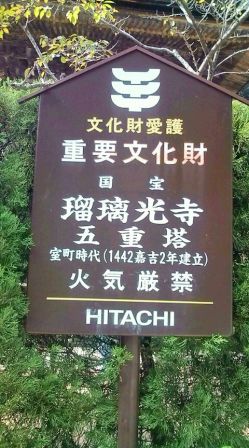 文化財愛護
重要文化財
国宝
瑠璃光寺
五重塔
室町時代(1442嘉吉2年建立)
火気厳禁
HITACHI